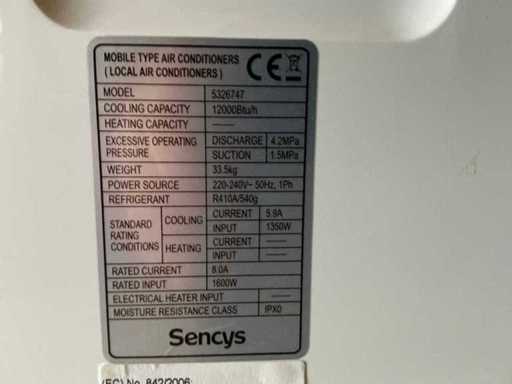 MOBILE TYPE AIR CONDITIONERS
( LOCAL AIR CONDITIONERS )
CE
MODEL 5326747
COOLING CAPACITY 12000Btu/h
HEATING CAPACITY ——
EXCESSIVE OPERATING PRESSURE DISCHARGE 4.2MPa
SUCTION 1.5MPa
WEIGHT 33.5kg
POWER SOURCE 220-240V~ 50Hz, 1Ph
REFRIGERANT R410A/540g
STANDARD RATING CONDITIONS COOLING CURRENT 5.9A
INPUT 1350W
HEATING CURRENT ——
INPUT ——
RATED CURRENT 8.0A
RATED INPUT 1600W
ELECTRICAL HEATER INPUT ——
MOISTURE RESISTANCE CLASS IPX0
Sencys
(EC) No. 842/2006: